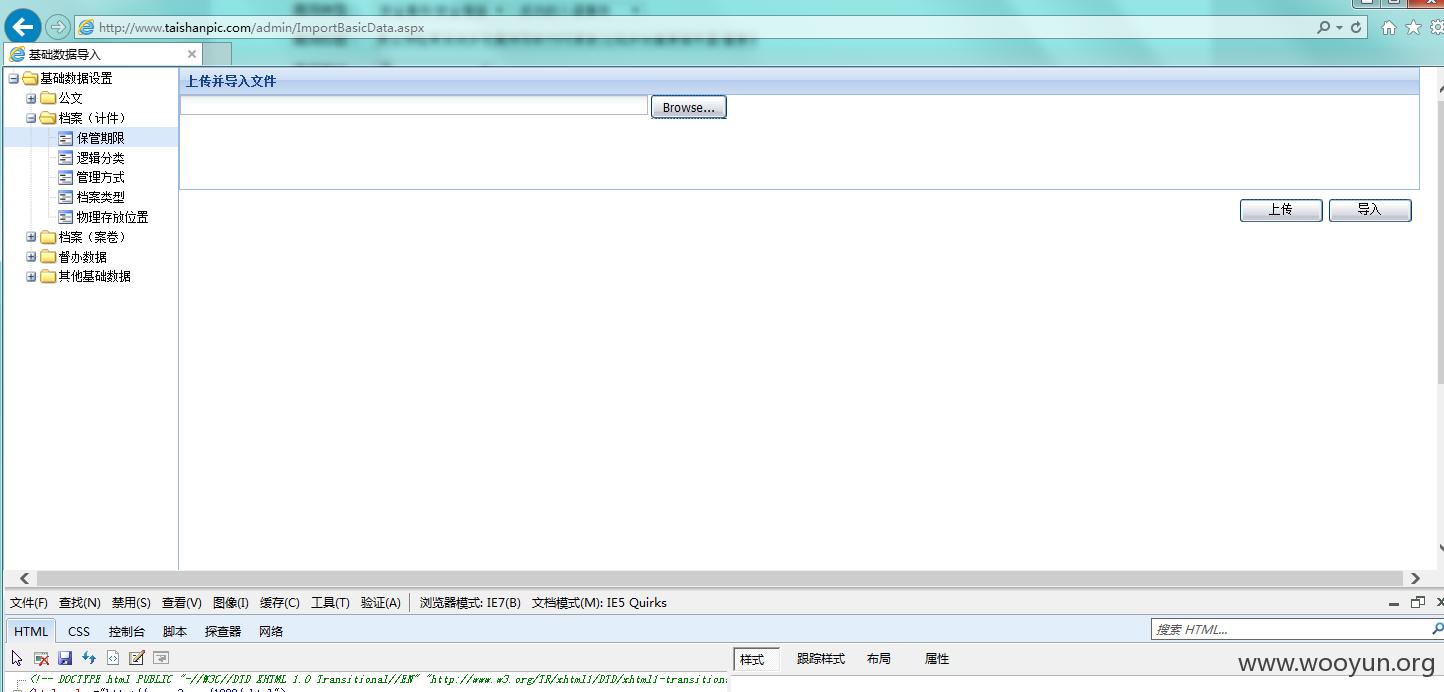 http://www.taishanpic.com/admin/ImportBasicData.aspx
基础数据导入
基础数据设置
公文
档案（计件）
保管期限
逻辑分类
管理方式
档案类型
物理存放位置
档案（案卷）
督办数据
其他基础数据
上传并导入文件
Browse...
上传 导入
文件(F) 查找(N) 禁用(S) 查看(V) 图像(I) 缓存(C) 工具(T) 验证(A) 浏览器模式: IE7(B) 文档模式(M): IE5 Quirks
HTML CSS 控制台 脚本 探查器 网络 搜索 HTML...
样式 跟踪样式 布局 属性
<!-- DOCTYPE html PUBLIC "-//W3C//DTD XHTML 1.0 Transitional//EN" "http://www.w3.org/TR/xhtml1/DTD/xhtml1-transition
www.wooyun.org